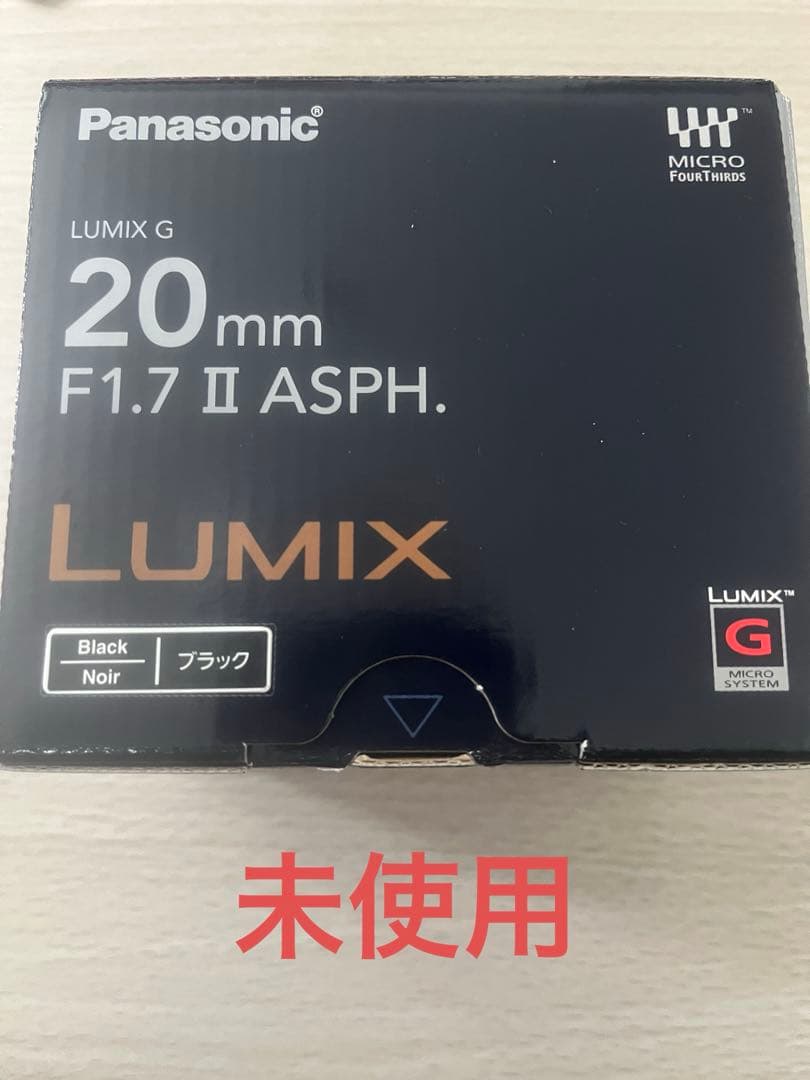 Panasonic®
MICRO
FOURTHIRDS
LUMIX G
20mm
F1.7 II ASPH.
LUMIX
Black
Noir
ブラック
LUMIX™
G
MICRO
SYSTEM
未使用